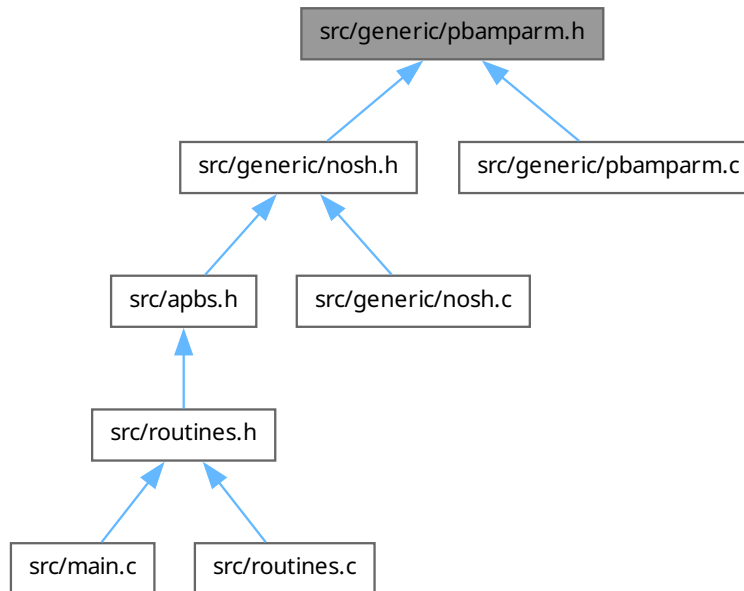 src/generic/pbamparm.h
src/generic/nosh.h
src/generic/pbamparm.c
src/apbs.h
src/generic/nosh.c
src/routines.h
src/main.c
src/routines.c